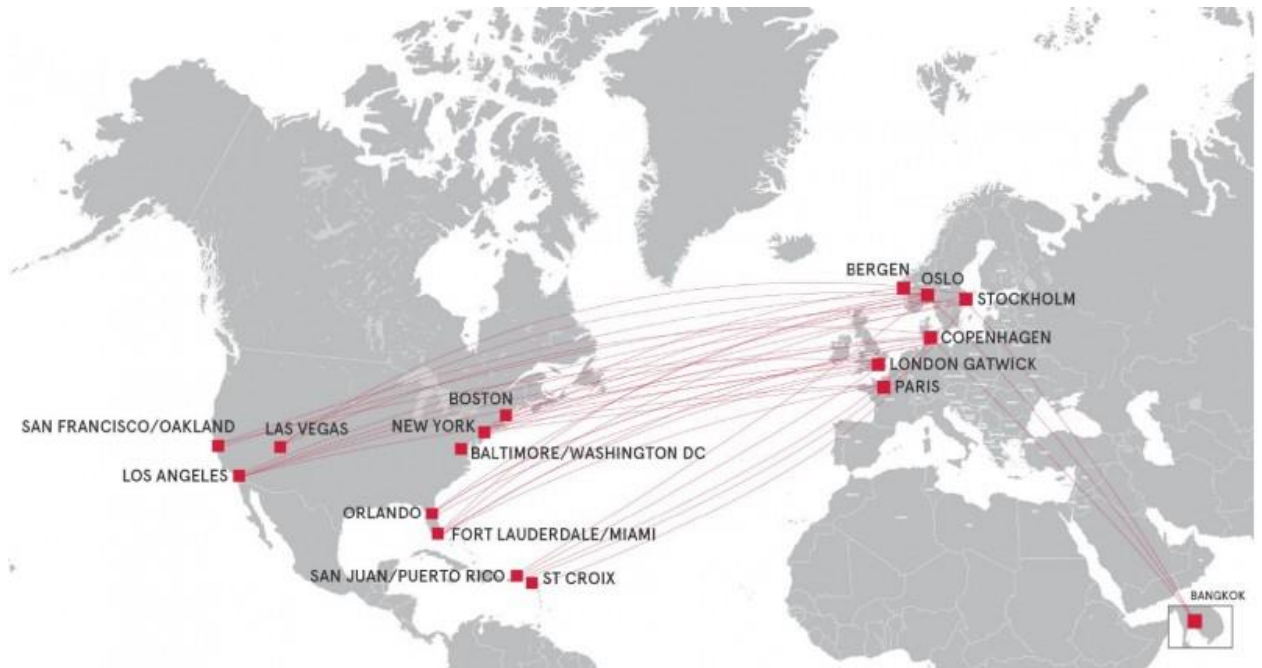 BERGEN
OSLO
STOCKHOLM
COPENHAGEN
LONDON GATWICK
PARIS
BOSTON
SAN FRANCISCO/OAKLAND
LAS VEGAS
NEW YORK
BALTIMORE/WASHINGTON DC
LOS ANGELES
ORLANDO
FORT LAUDERDALE/MIAMI
SAN JUAN/PUERTO RICO
ST CROIX
BANGKOK